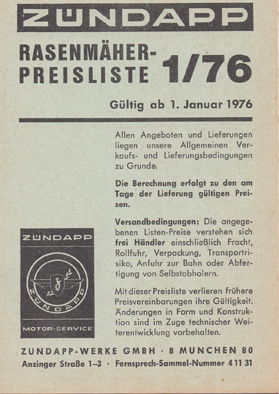 ZÜNDAPP
RASENMÄHER-
PREISLISTE 1/76
Gültig ab 1. Januar 1976
Allen Angeboten und Lieferungen
liegen unsere Allgemeinen Ver-
kaufs- und Lieferungsbedingungen
zu Grunde.
Die Berechnung erfolgt zu den am
Tage der Lieferung gültigen Prei-
sen.
Versandbedingungen: Die angege-
benen Listen-Preise verstehen sich
frei Händler einschließlich Fracht,
Rollfuhr, Verpackung, Transportri-
siko, Anfuhr zur Bahn oder Abfer-
tigung von Selbstabholern.
Mit dieser Preisliste verlieren frühere
Preisvereinbarungen ihre Gültigkeit.
Änderungen in Form und Konstruk-
tion sind im Zuge technischer Wei-
terentwicklung vorbehalten.
ZÜNDAPP
ZÜNDAPP
MOTOR-SERVICE
ZUNDAPP-WERKE GMBH · 8 MUNCHEN 80
Anzinger Straße 1-3 · Fernsprech-Sammel-Nummer 4 11 31